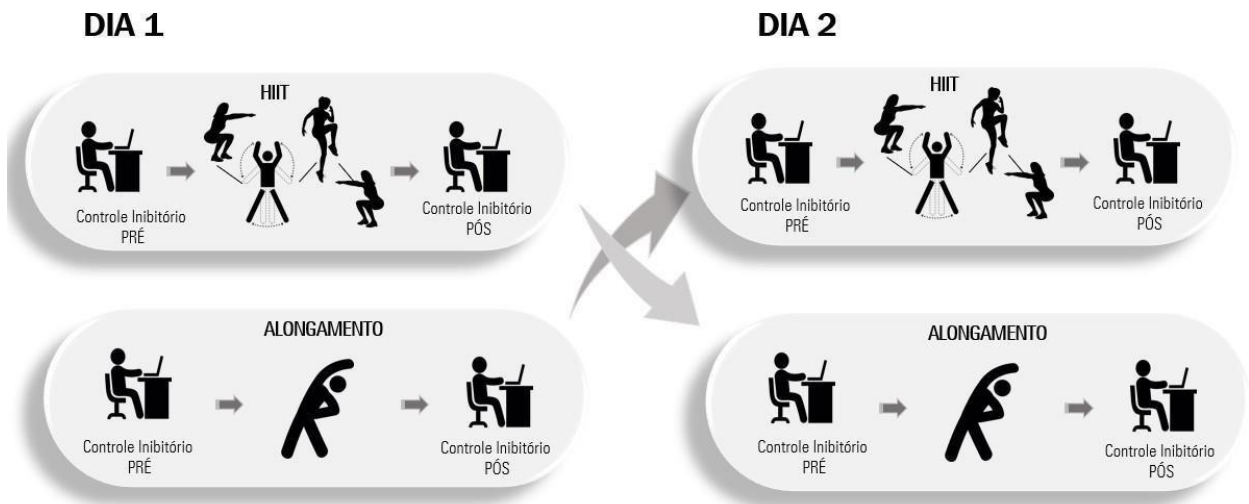 DIA 1
DIA 2
HIIT
Controle Inibitório
PRÉ
Controle Inibitório
PÓS
HIIT
Controle Inibitório
PRÉ
Controle Inibitório
PÓS
ALONGAMENTO
Controle Inibitório
PRÉ
Controle Inibitório
PÓS
ALONGAMENTO
Controle Inibitório
PRÉ
Controle Inibitório
PÓS